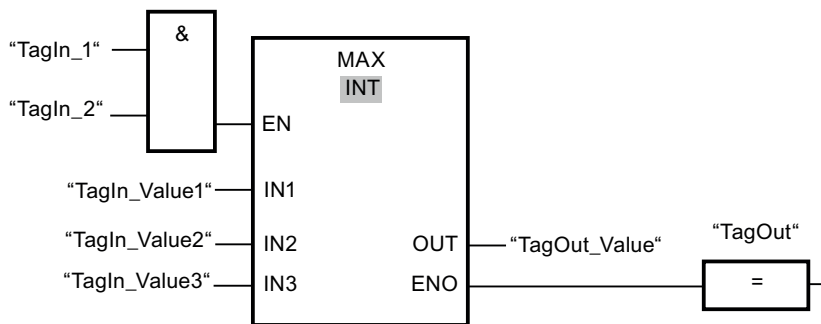 &
“TagIn_1“
MAX
INT
“TagIn_2“
EN
“TagIn_Value1“
IN1
“TagIn_Value2“
IN2
OUT
“TagOut_Value“
“TagOut“
“TagIn_Value3“
IN3
ENO
=